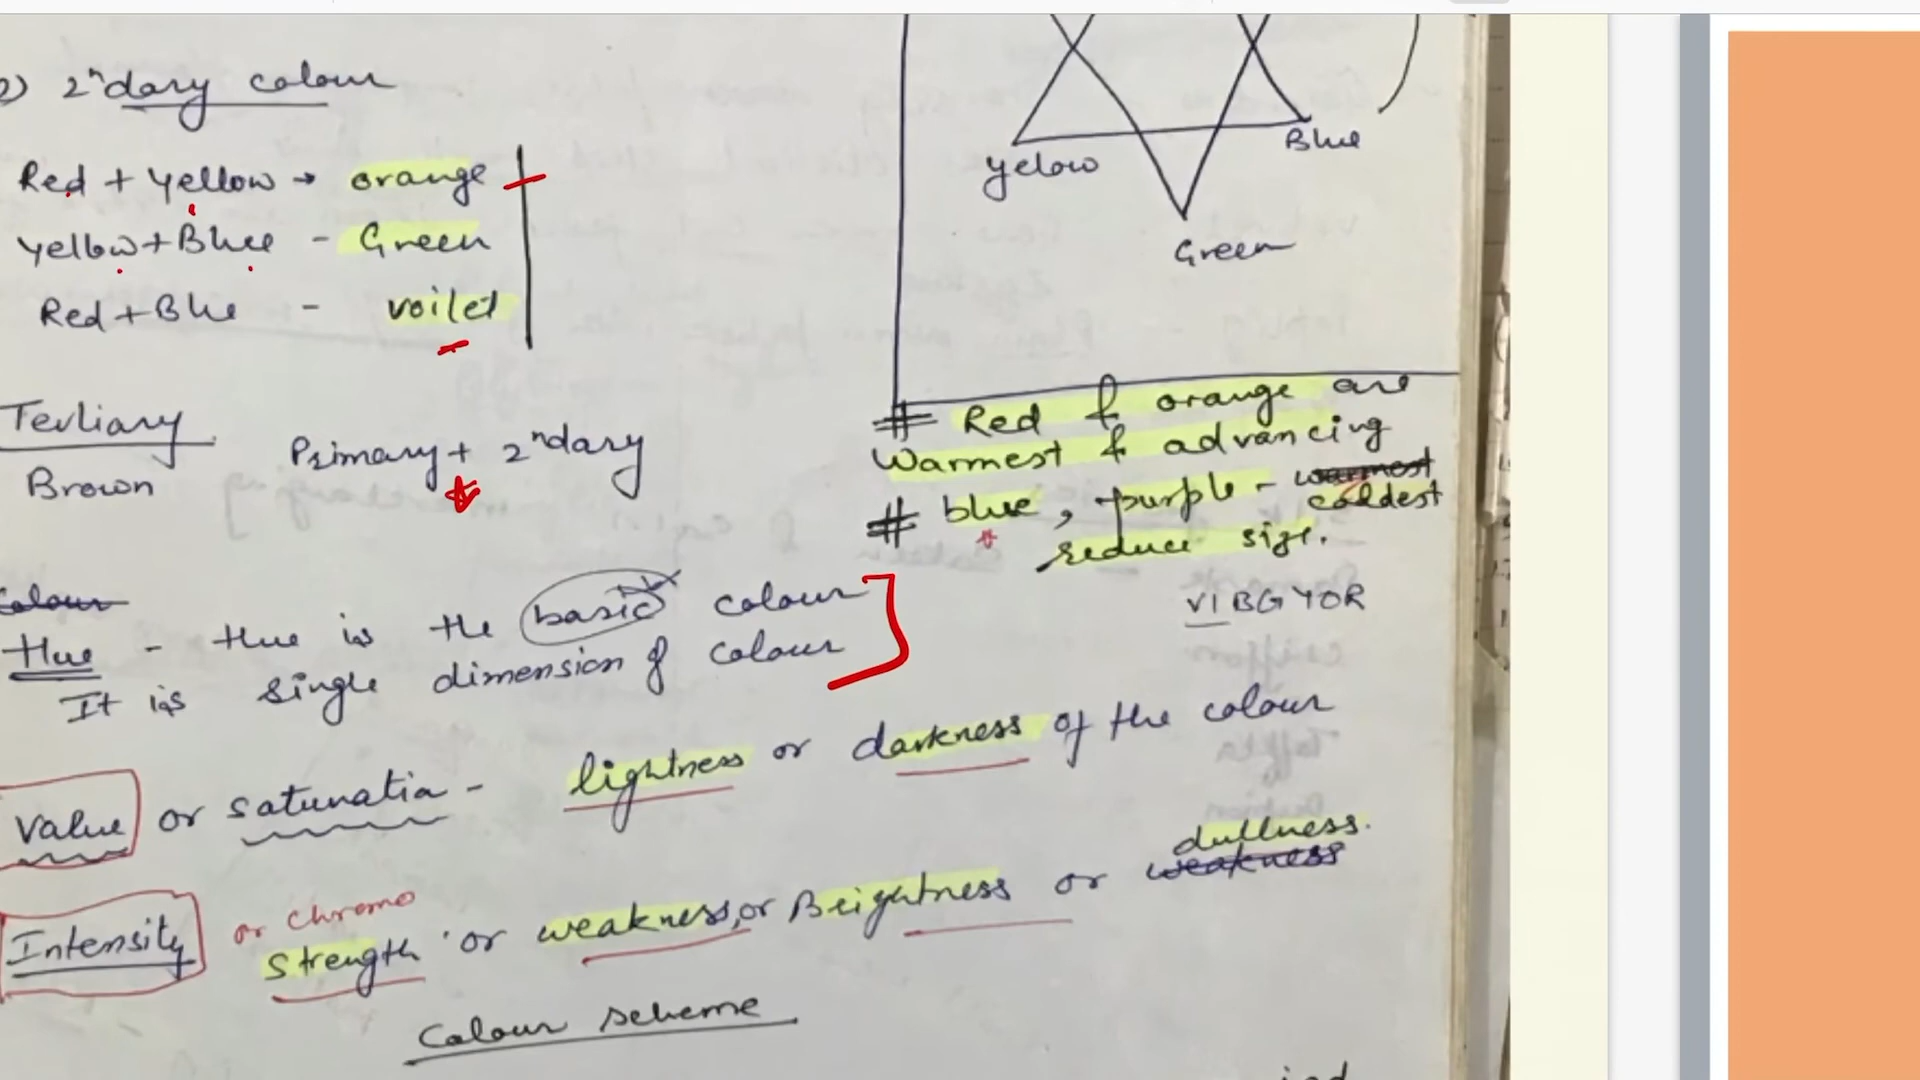 2) 2ndary colour
Red + Yellow → orange
Yellow + Blue - Green
Red + Blue - voilet
Yelow
Blue
Green
Tertiary
Brown
Primary + 2ndary
# Red & orange are
Warmest & advancing
# blue, purple - warmest
coldest
reduce size.
VIBGYOR
Colour
Hue - Hue is the basic colour
It is single dimension of colour
Value or saturatia - lightness or darkness of the colour
dullness.
Intensity or chromo
Strength or weakness, or Brightness or weakness
Colour scheme